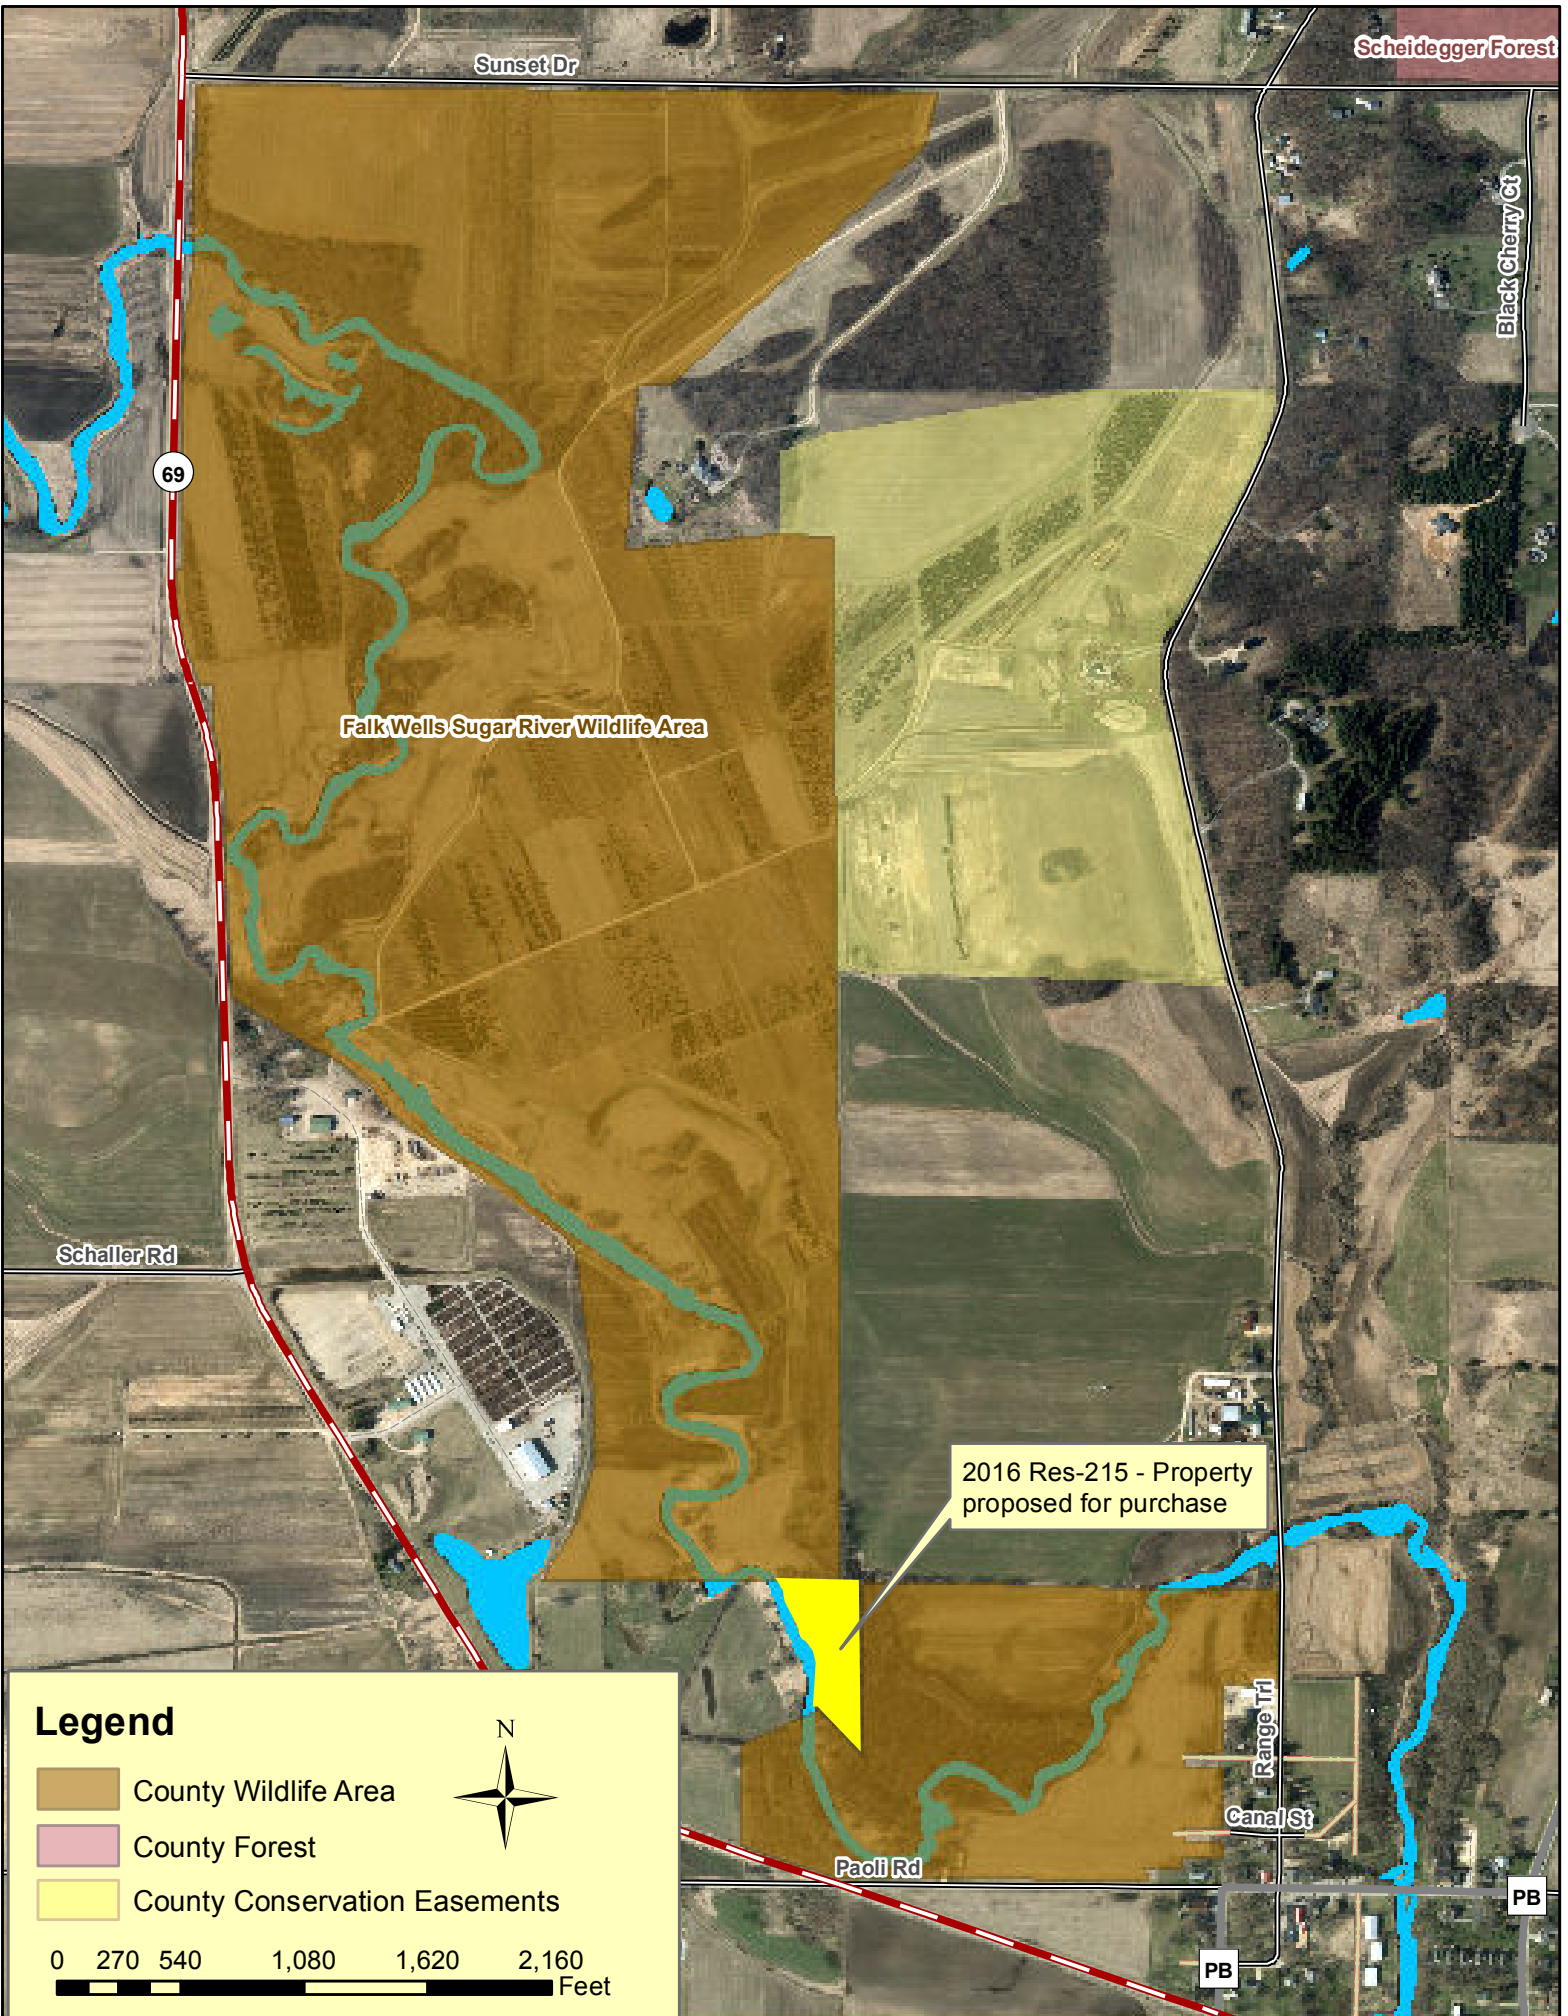 Sunset Dr
Scheidegger Forest
Black Cherry Ct
69
Falk Wells Sugar River Wildlife Area
Schaller Rd
2016 Res-215 - Property
proposed for purchase
Range Trl
Canal St
Paoli Rd
PB
PB
Legend
N
County Wildlife Area
County Forest
County Conservation Easements
0 270 540 1,080 1,620 2,160
Feet